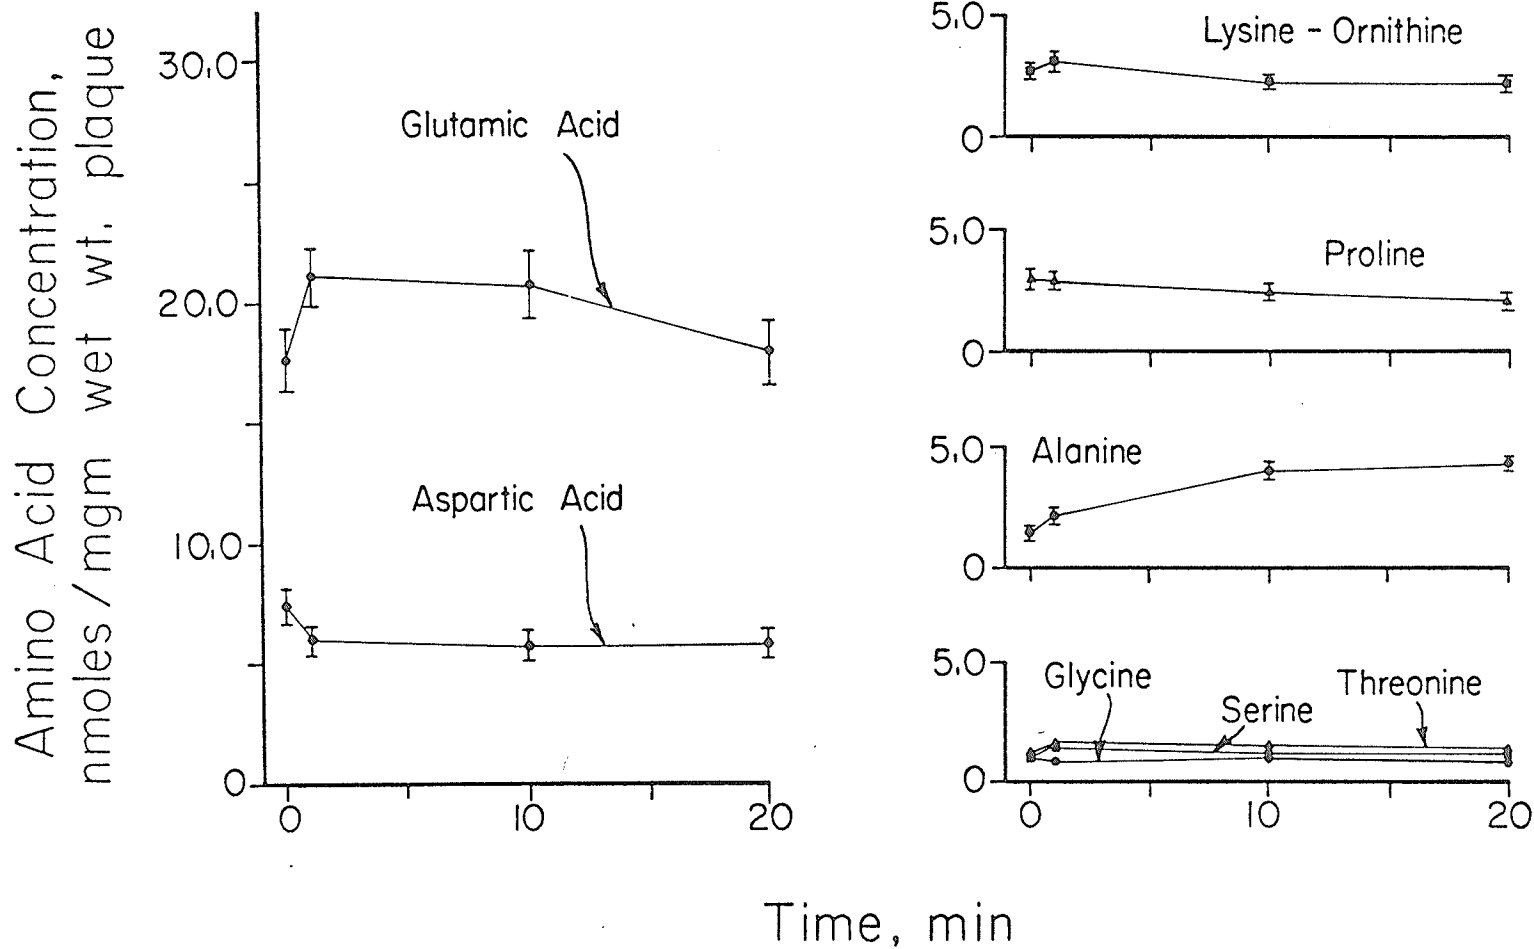 Amino Acid Concentration,
nmoles/mgm wet wt. plaque
30.0
20.0
10.0
0
Glutamic Acid
Aspartic Acid
0 10 20
5.0
Lysine - Ornithine
0
5.0
Proline
0
5.0
Alanine
0
5.0
Glycine
Serine
Threonine
0
0 10 20
Time, min